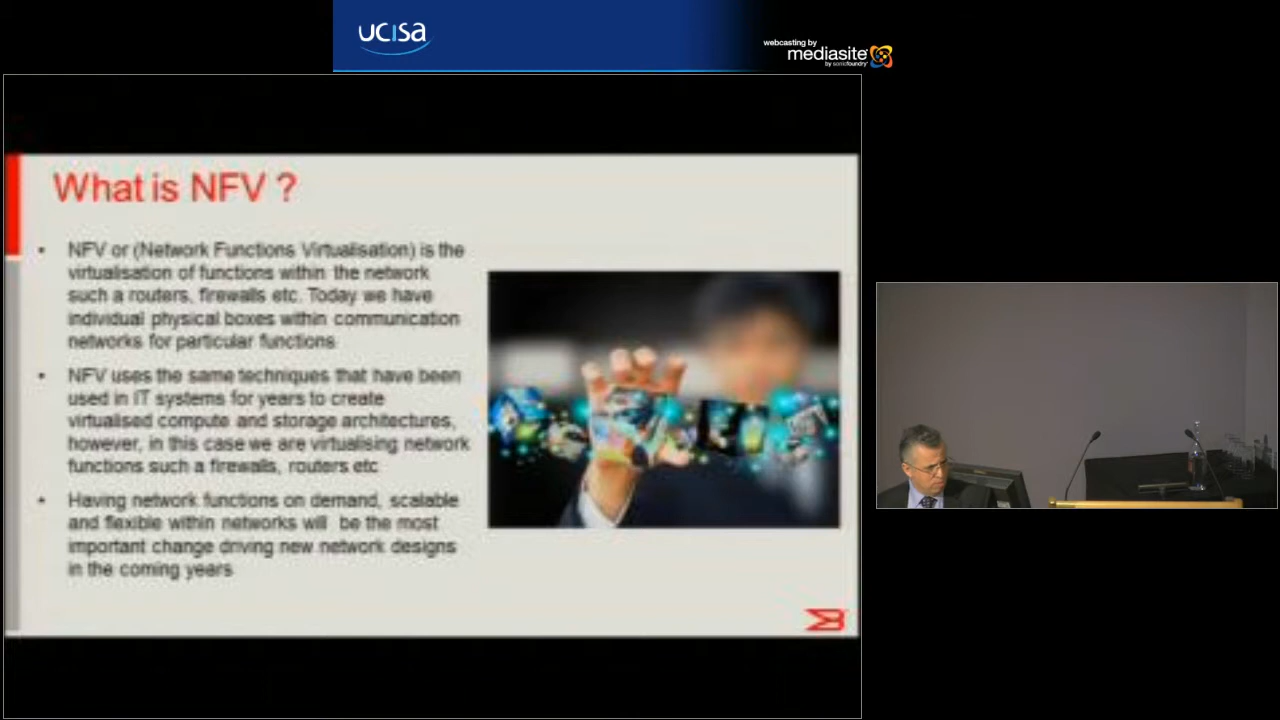 ucisa
webcasting by
mediasite
by sonicfoundry
What is NFV ?
• NFV or (Network Functions Virtualisation) is the
virtualisation of functions within the network
such a routers, firewalls etc. Today we have
individual physical boxes within communication
networks for particular functions
• NFV uses the same techniques that have been
used in IT systems for years to create
virtualised compute and storage architectures,
however, in this case we are virtualising network
functions such a firewalls, routers etc
• Having network functions on demand, scalable
and flexible within networks will be the most
important change driving new network designs
in the coming years